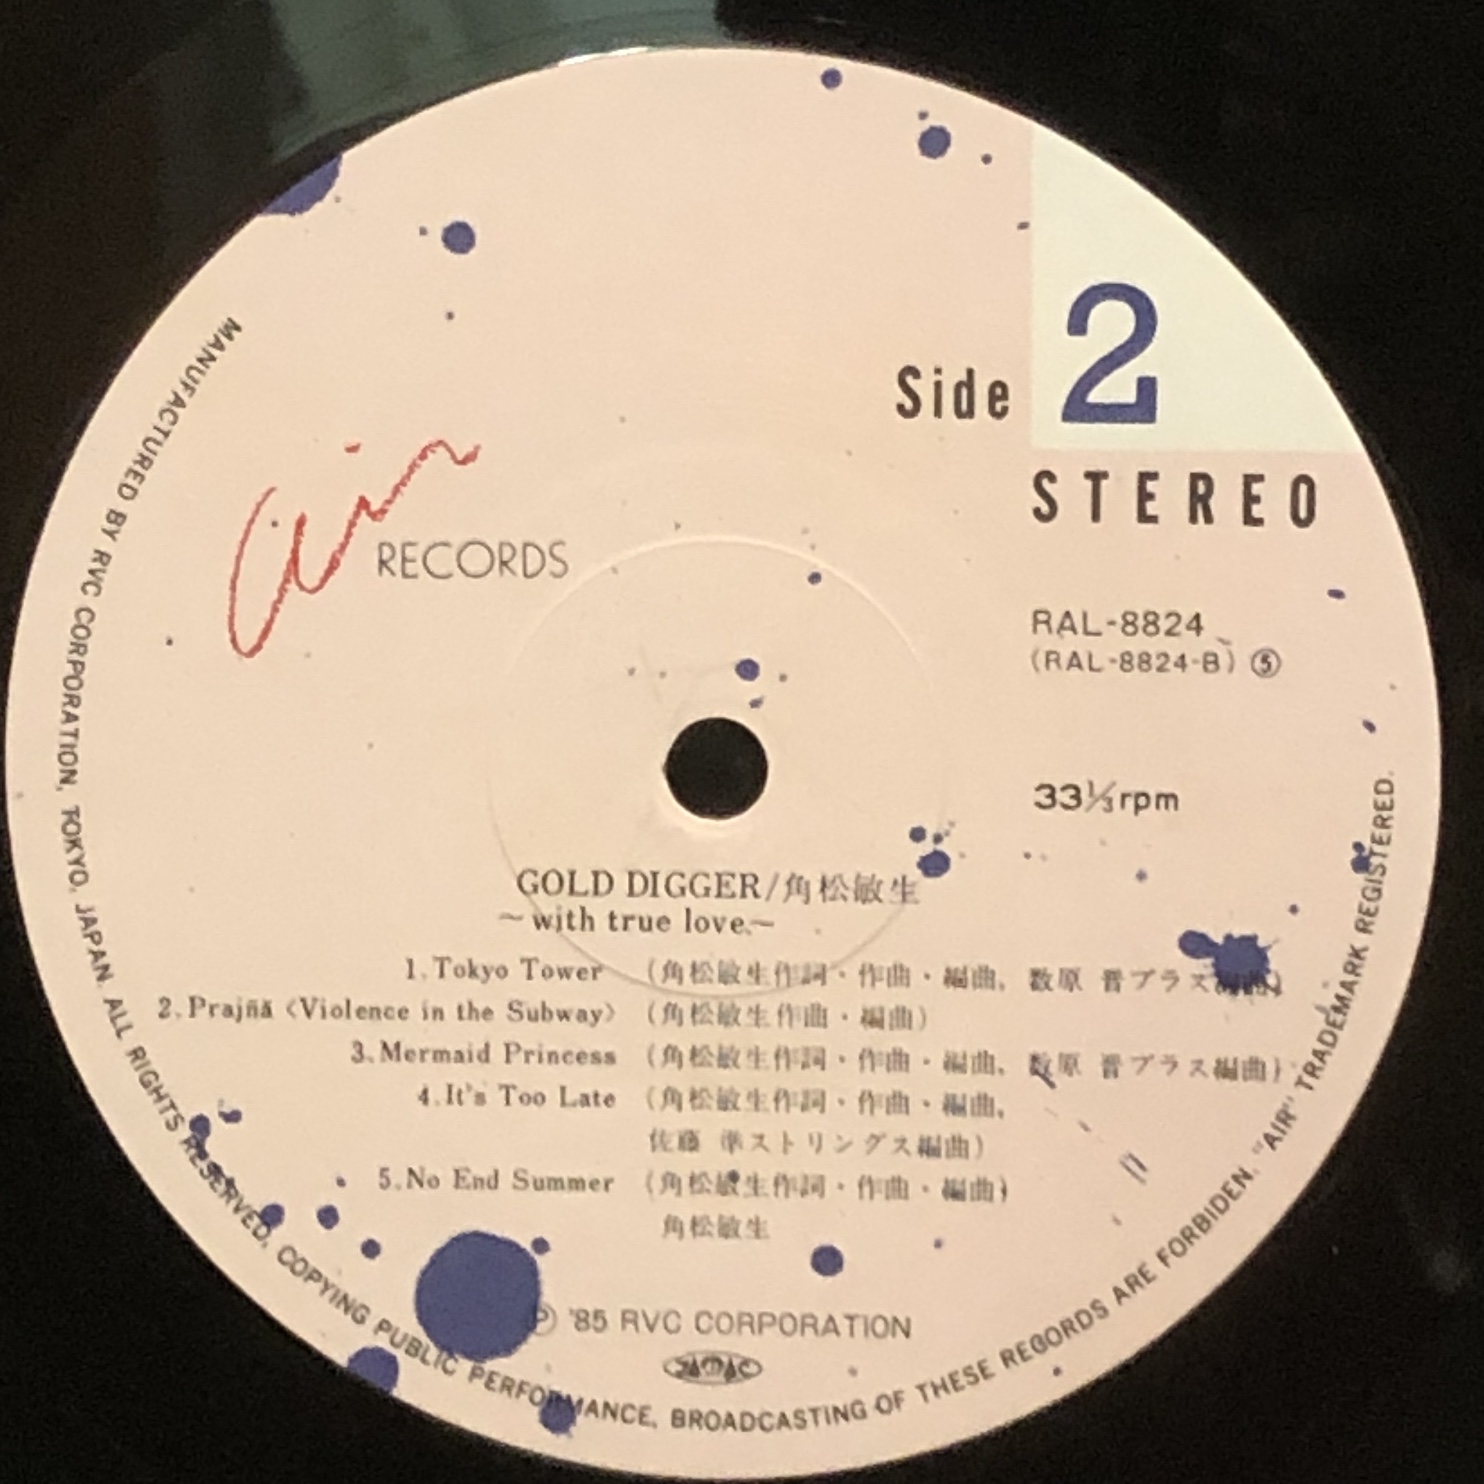 Side 2
STEREO
air RECORDS
RAL-8824
(RAL-8824-B) ⑤
33⅓rpm
GOLD DIGGER/角松敏生
～with true love～
1.Tokyo Tower (角松敏生作詞・作曲・編曲, 数原 晋ブラス編曲)
2.Prajñā〈Violence in the Subway〉 (角松敏生作曲・編曲)
3.Mermaid Princess (角松敏生作詞・作曲・編曲, 数原 晋ブラス編曲)
4.It's Too Late (角松敏生作詞・作曲・編曲,
佐藤 準ストリングス編曲)
5.No End Summer (角松敏生作詞・作曲・編曲)
角松敏生
Ⓟ '85 RVC CORPORATION
JASRAC
MANUFACTURED BY RVC CORPORATION, TOKYO, JAPAN. ALL RIGHTS RESERVED, COPYING PUBLIC PERFORMANCE, BROADCASTING OF THESE RECORDS ARE FORBIDEN. "AIR" TRADEMARK REGISTERED.